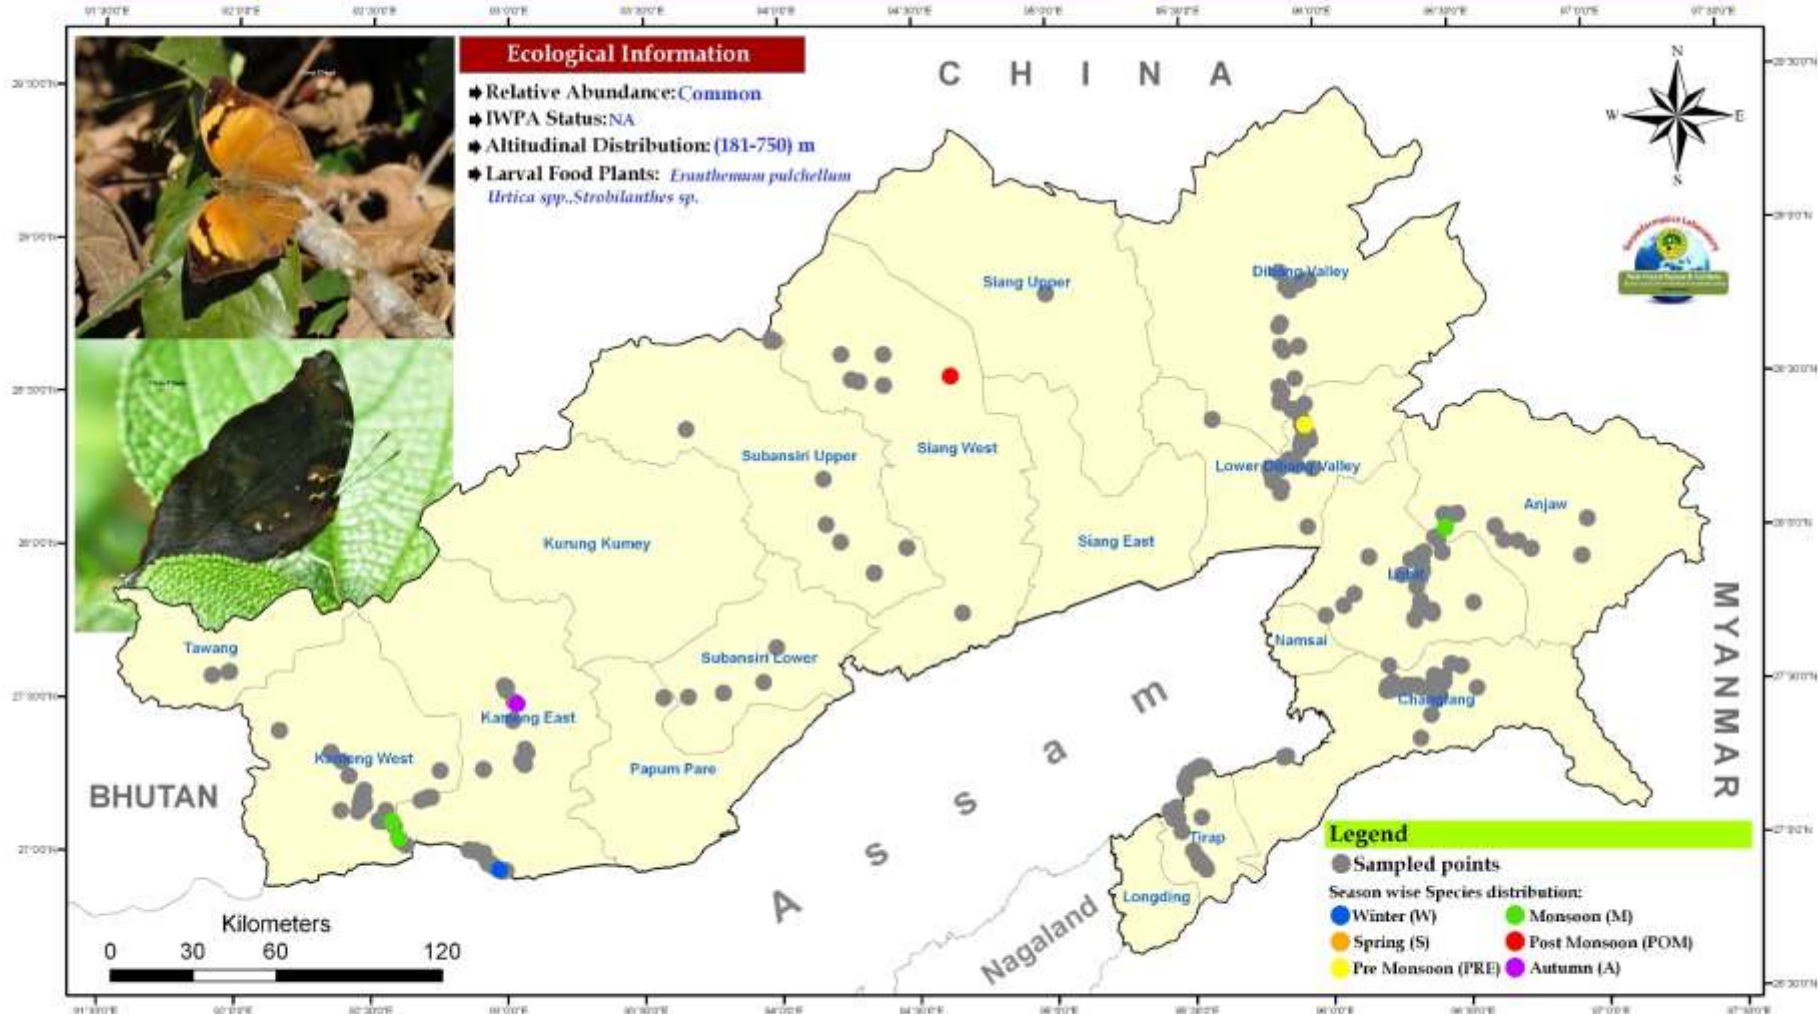 Ecological Information
Relative Abundance: Common
IWPA Status: NA
Altitudinal Distribution: (181-750) m
Larval Food Plants: Eranthemum pulchellum
Urtica spp.,Strobilanthes sp.
C H I N A
N
W E
S
Siang Upper
Dibang Valley
Subansiri Upper
Siang West
Lower Dibang Valley
Anjaw
Kurung Kumey
Siang East
Lohit
Namsai
Tawang
Subansiri Lower
Changlang
Kameng East
Kameng West
Papum Pare
BHUTAN
MYANMAR
A s s a m
Tirap
Longding
Nagaland
Kilometers
0 30 60 120
Legend
Sampled points
Season wise Species distribution:
Winter (W)
Monsoon (M)
Spring (S)
Post Monsoon (POM)
Pre Monsoon (PRE)
Autumn (A)